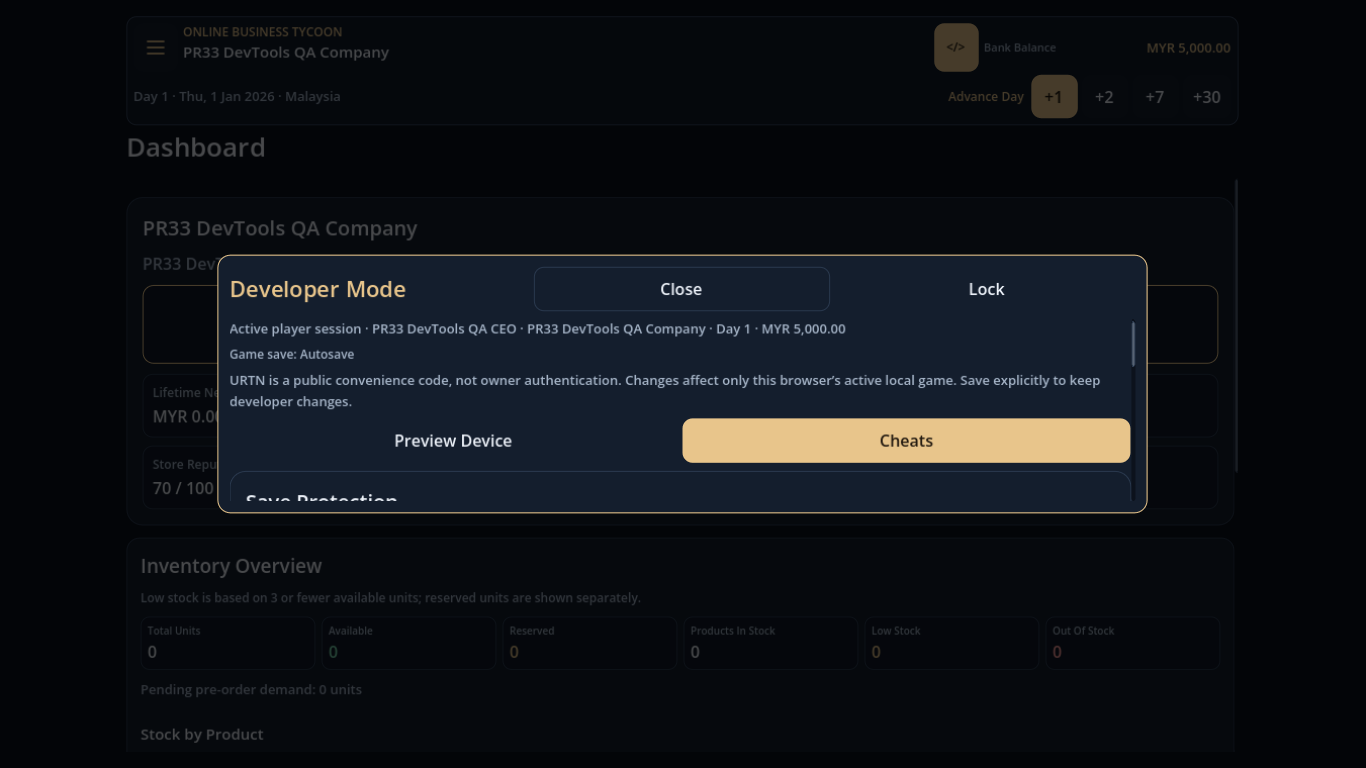 ONLINE BUSINESS TYCOON
PR33 DevTools QA Company
</>
Bank Balance
MYR 5,000.00
Day 1 · Thu, 1 Jan 2026 · Malaysia
Advance Day
+1
+2
+7
+30
Dashboard
PR33 DevTools QA Company
PR33 Dev
Developer Mode
Close
Lock
Active player session · PR33 DevTools QA CEO · PR33 DevTools QA Company · Day 1 · MYR 5,000.00
Game save: Autosave
URTN is a public convenience code, not owner authentication. Changes affect only this browser’s active local game. Save explicitly to keep
developer changes.
Preview Device
Cheats
Save Protection
Lifetime Ne
MYR 0.00
Store Repu
70 / 100
Inventory Overview
Low stock is based on 3 or fewer available units; reserved units are shown separately.
Total Units
0
Available
0
Reserved
0
Products In Stock
0
Low Stock
0
Out Of Stock
0
Pending pre-order demand: 0 units
Stock by Product